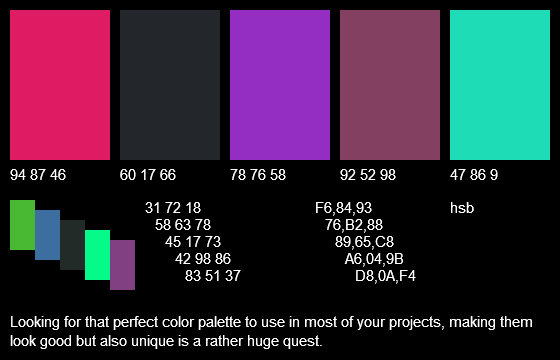 94 87 46
60 17 66
78 76 58
92 52 98
47 86 9
31 72 18
58 63 78
45 17 73
42 98 86
83 51 37
F6,84,93
76,B2,88
89,65,C8
A6,04,9B
D8,0A,F4
hsb
Looking for that perfect color palette to use in most of your projects, making them
look good but also unique is a rather huge quest.